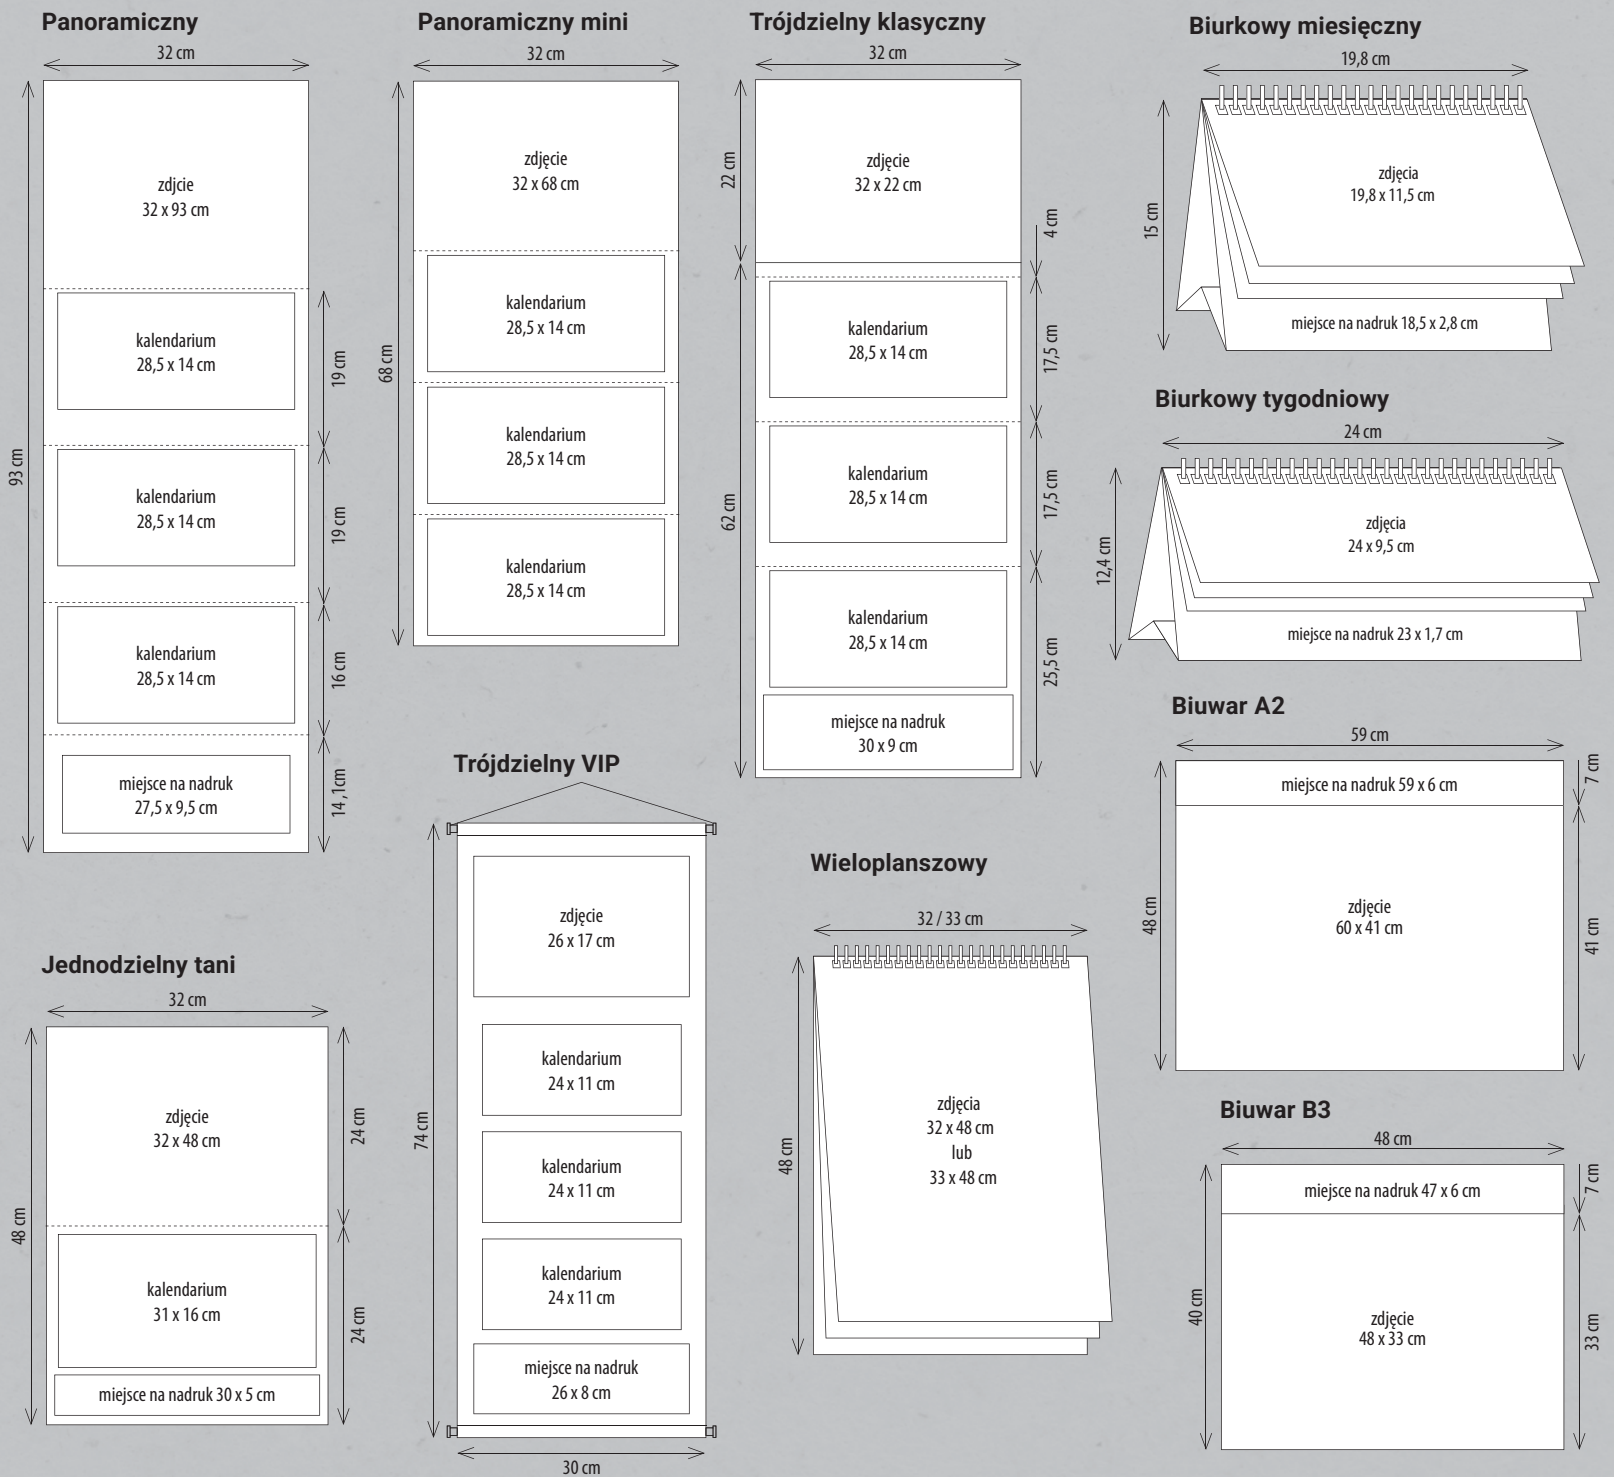 Panoramiczny
32 cm
93 cm
zdjcie
32 x 93 cm
kalendarium
28,5 x 14 cm
19 cm
kalendarium
28,5 x 14 cm
19 cm
kalendarium
28,5 x 14 cm
16 cm
miejsce na nadruk
27,5 x 9,5 cm
14 ,1cm
Panoramiczny mini
32 cm
68 cm
zdjęcie
32 x 68 cm
kalendarium
28,5 x 14 cm
kalendarium
28,5 x 14 cm
kalendarium
28,5 x 14 cm
Trójdzielny klasyczny
32 cm
22 cm
zdjęcie
32 x 22 cm
4 cm
62 cm
kalendarium
28,5 x 14 cm
17,5 cm
kalendarium
28,5 x 14 cm
17,5 cm
kalendarium
28,5 x 14 cm
25,5 cm
miejsce na nadruk
30 x 9 cm
Biurkowy miesięczny
19,8 cm
15 cm
zdjęcia
19,8 x 11,5 cm
miejsce na nadruk 18,5 x 2,8 cm
Biurkowy tygodniowy
24 cm
12,4 cm
zdjęcia
24 x 9,5 cm
miejsce na nadruk 23 x 1,7 cm
Biuwar A2
59 cm
miejsce na nadruk 59 x 6 cm
7 cm
48 cm
zdjęcie
60 x 41 cm
41 cm
Jednodzielny tani
32 cm
48 cm
zdjęcie
32 x 48 cm
24 cm
kalendarium
31 x 16 cm
24 cm
miejsce na nadruk 30 x 5 cm
Trójdzielny VIP
74 cm
zdjęcie
26 x 17 cm
kalendarium
24 x 11 cm
kalendarium
24 x 11 cm
kalendarium
24 x 11 cm
miejsce na nadruk
26 x 8 cm
30 cm
Wieloplanszowy
32 / 33 cm
48 cm
zdjęcia
32 x 48 cm
lub
33 x 48 cm
Biuwar B3
48 cm
miejsce na nadruk 47 x 6 cm
7 cm
40 cm
zdjęcie
48 x 33 cm
33 cm